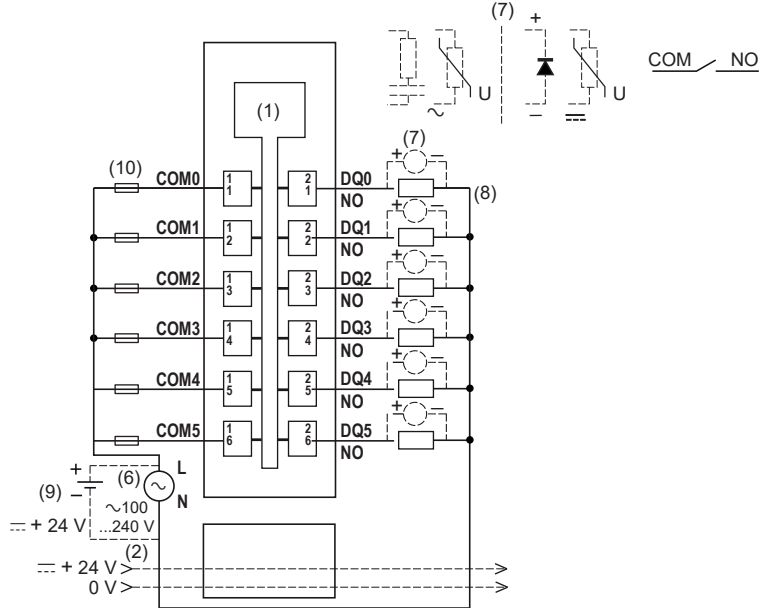 (7)
+
COM NO
U
U
∼
−
⎓
(1)
(10)
(7)
+ −
COM0 1 1 2 1 DQ0
NO
(8)
+ −
COM1 1 2 2 2 DQ1
NO
+ −
COM2 1 3 2 3 DQ2
NO
+ −
COM3 1 4 2 4 DQ3
NO
+ −
COM4 1 5 2 5 DQ4
NO
+ −
COM5 1 6 2 6 DQ5
NO
+
(6) L
(9)
∼
−
N
∼100
⎓ + 24 V ...240 V
(2)
⎓ + 24 V
0 V